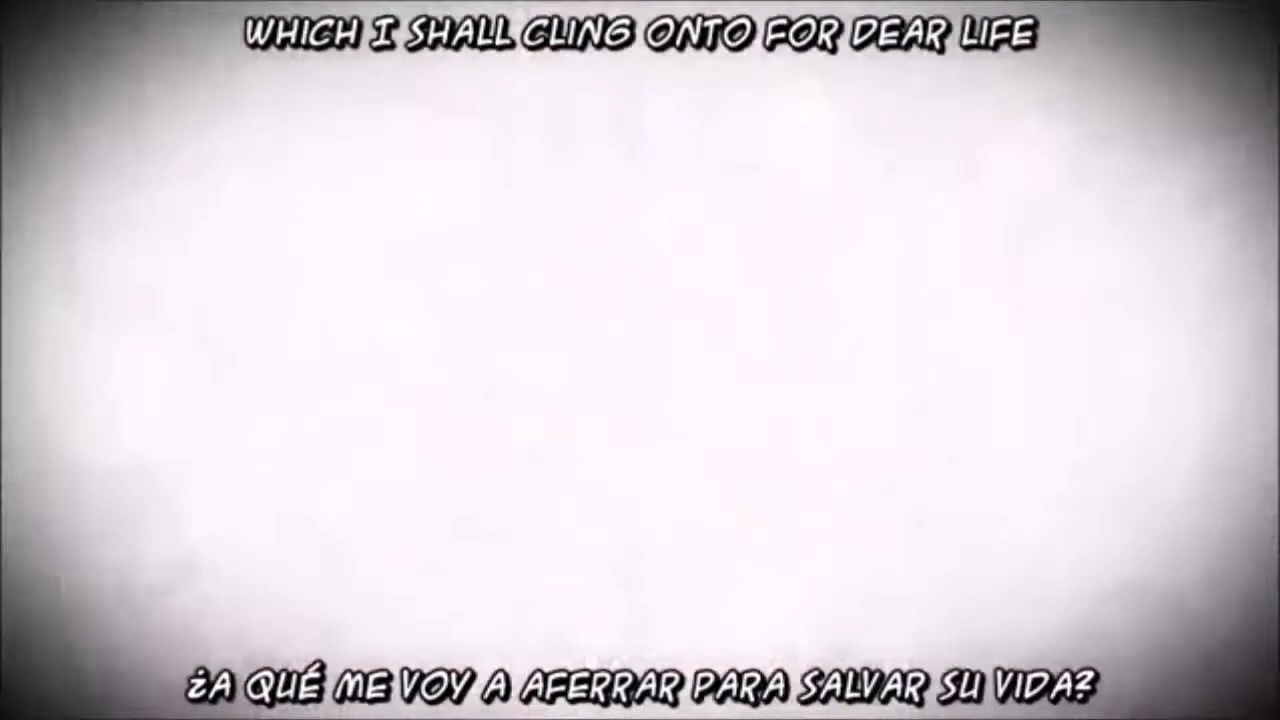 WHICH I SHALL CLING ONTO FOR DEAR LIFE
¿A QUÉ ME VOY A AFERRAR PARA SALVAR SU VIDA?